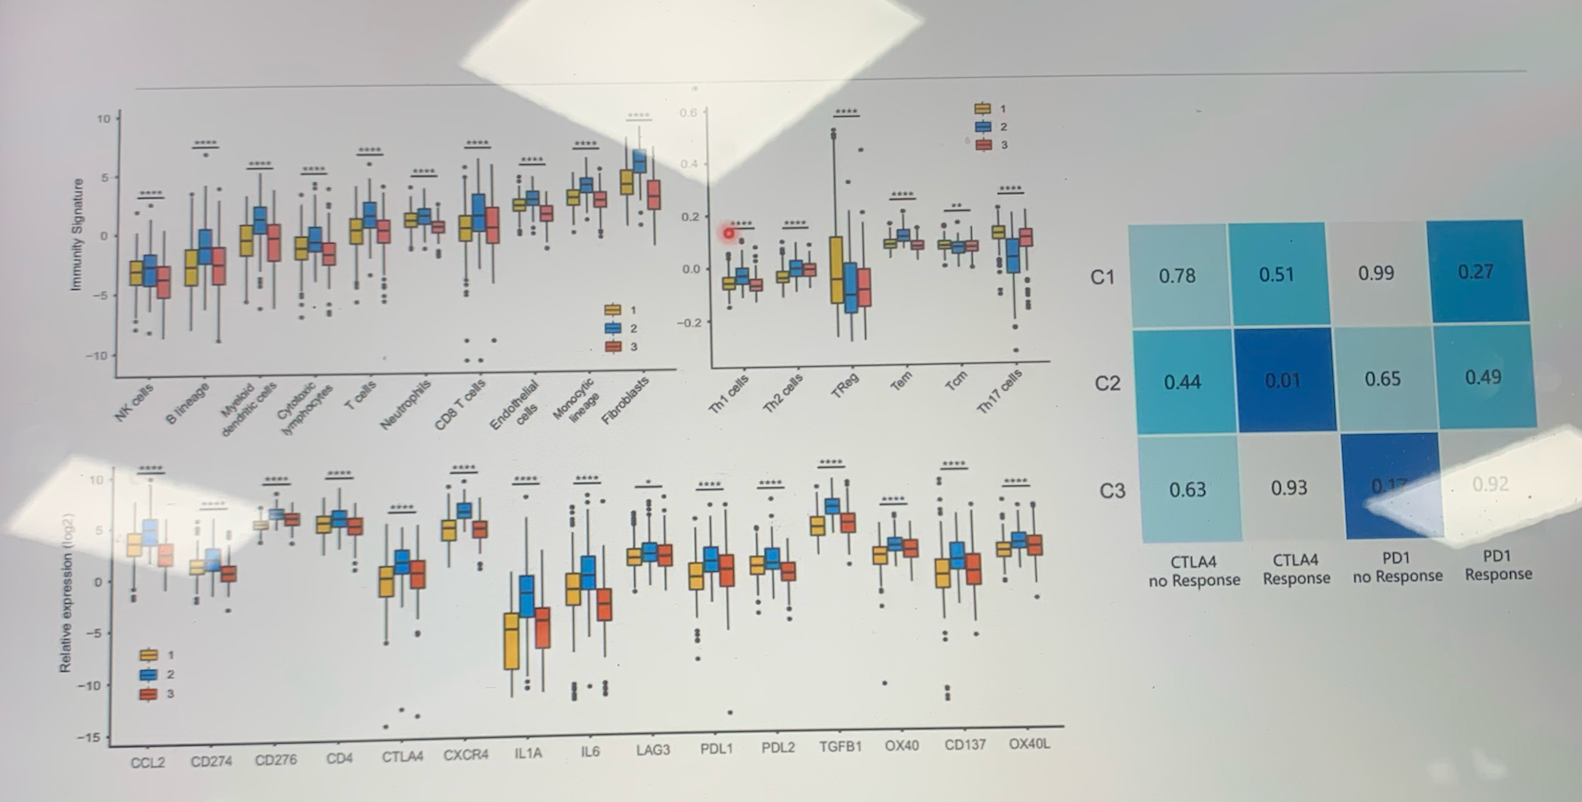 10
5
0
−5
−10
Immunity Signature
****
****
****
****
****
****
****
****
****
****
1
2
3
NK cells
B lineage
Myeloid
dendritic cells
Cytotoxic
lymphocytes
T cells
Neutrophils
CD8 T cells
Endothelial
cells
Monocytic
lineage
Fibroblasts
0.6
0.4
0.2
0.0
−0.2
****
****
****
****
**
****
1
2
3
Th1 cells
Th2 cells
TReg
Tem
Tcm
Th17 cells
10
5
0
−5
−10
−15
Relative expression (log2)
****
****
****
****
****
****
****
****
*
****
****
****
****
****
****
1
2
3
CCL2
CD274
CD276
CD4
CTLA4
CXCR4
IL1A
IL6
LAG3
PDL1
PDL2
TGFB1
OX40
CD137
OX40L
C1 0.78 0.51 0.99 0.27
C2 0.44 0.01 0.65 0.49
C3 0.63 0.93 0.17 0.92
CTLA4
no Response
CTLA4
Response
PD1
no Response
PD1
Response